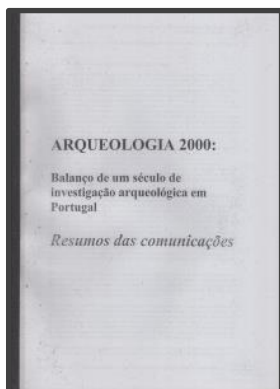 ARQUEOLOGIA 2000:
Balanço de um século de
investigação arqueológica em
Portugal
Resumos das comunicações